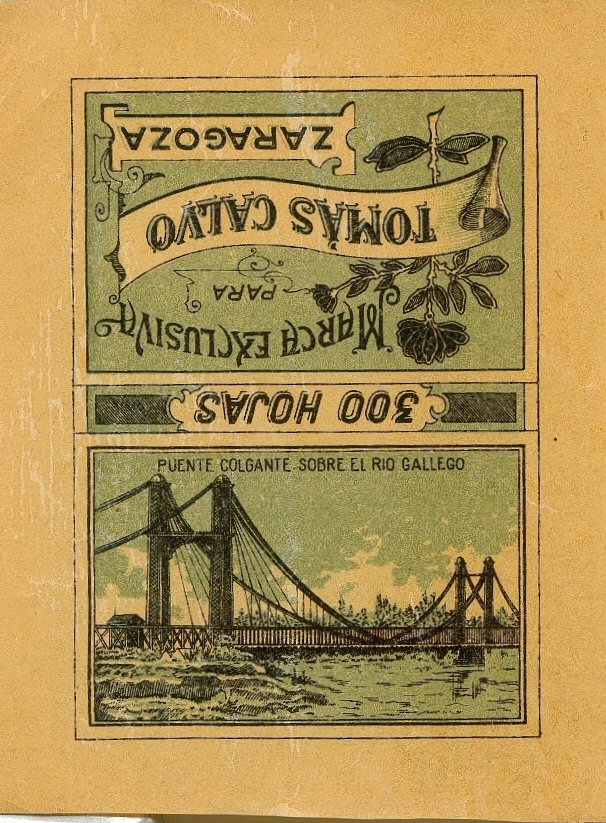 MARCA EXCLUSIVA
PARA
TOMÁS CALVO
ZARAGOZA
300 HOJAS
PUENTE COLGANTE SOBRE EL RIO GALLEGO